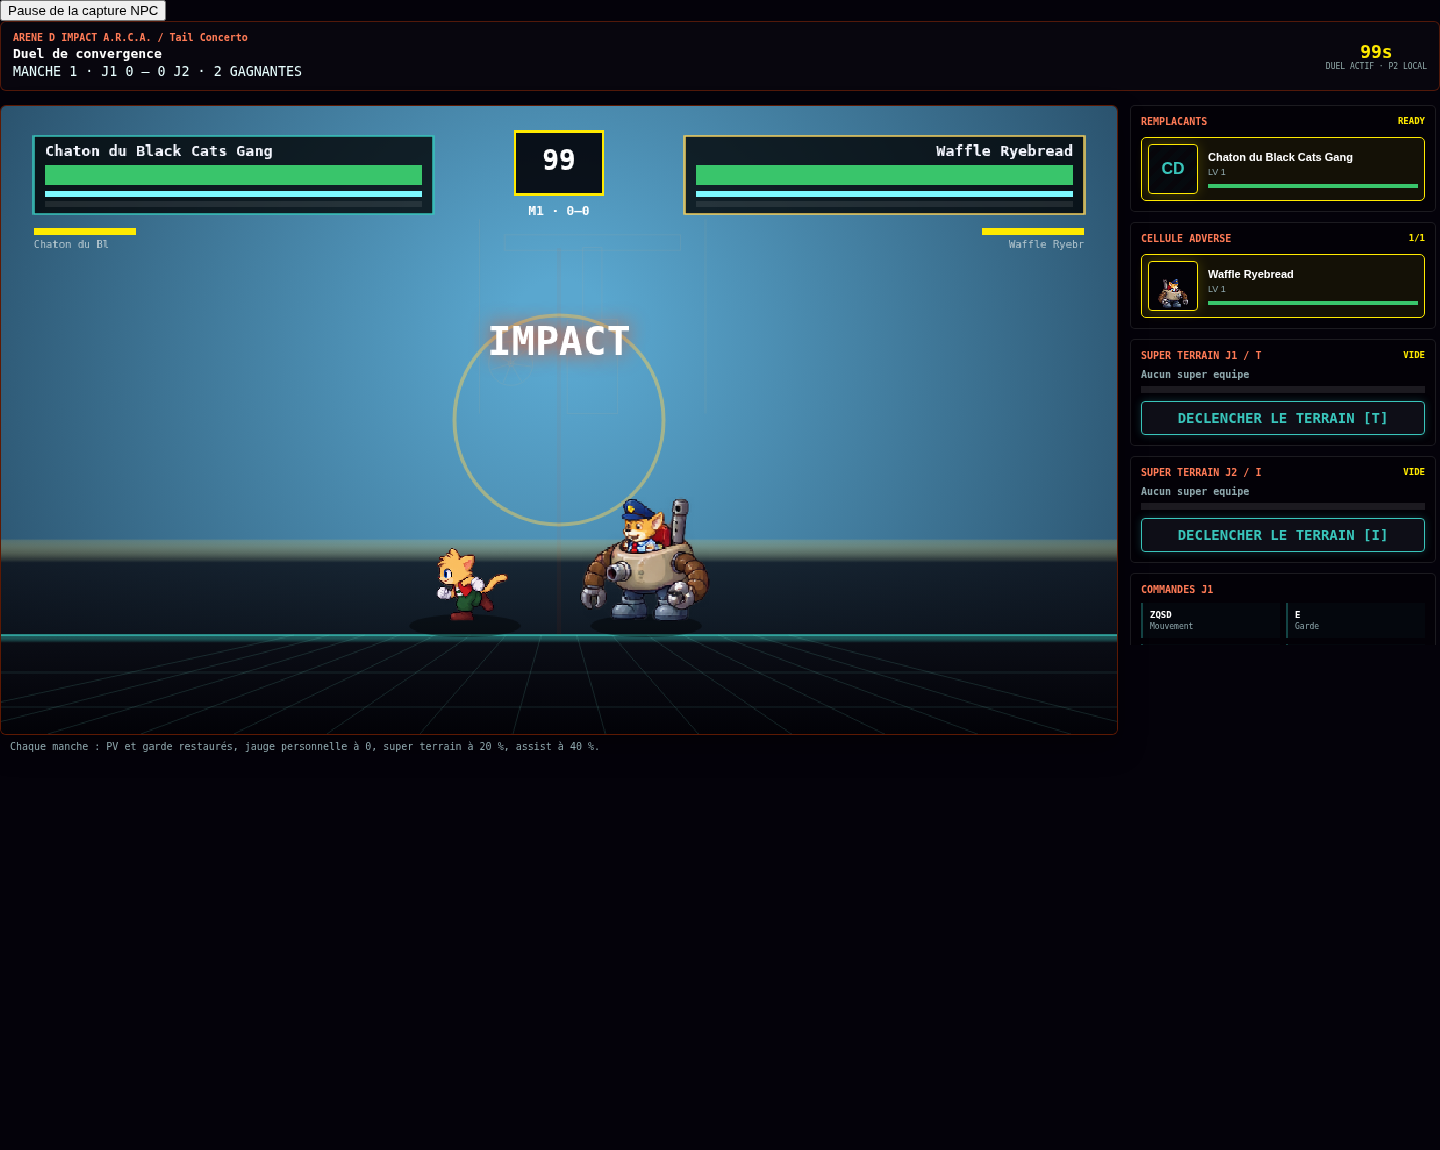 Pause de la capture NPC
ARENE D IMPACT A.R.C.A. / Tail Concerto
Duel de convergence
MANCHE 1 · J1 0 — 0 J2 · 2 GAGNANTES
99s
DUEL ACTIF · P2 LOCAL
Chaton du Black Cats Gang
99
Waffle Ryebread
M1 · 0—0
Chaton du Bl
Waffle Ryebr
IMPACT
REMPLACANTS
READY
CD
Chaton du Black Cats Gang
LV 1
CELLULE ADVERSE
1/1
Waffle Ryebread
LV 1
SUPER TERRAIN J1 / T
VIDE
Aucun super equipe
DECLENCHER LE TERRAIN [T]
SUPER TERRAIN J2 / I
VIDE
Aucun super equipe
DECLENCHER LE TERRAIN [I]
COMMANDES J1
ZQSD
Mouvement
E
Garde
Chaque manche : PV et garde restaurés, jauge personnelle à 0, super terrain à 20 %, assist à 40 %.